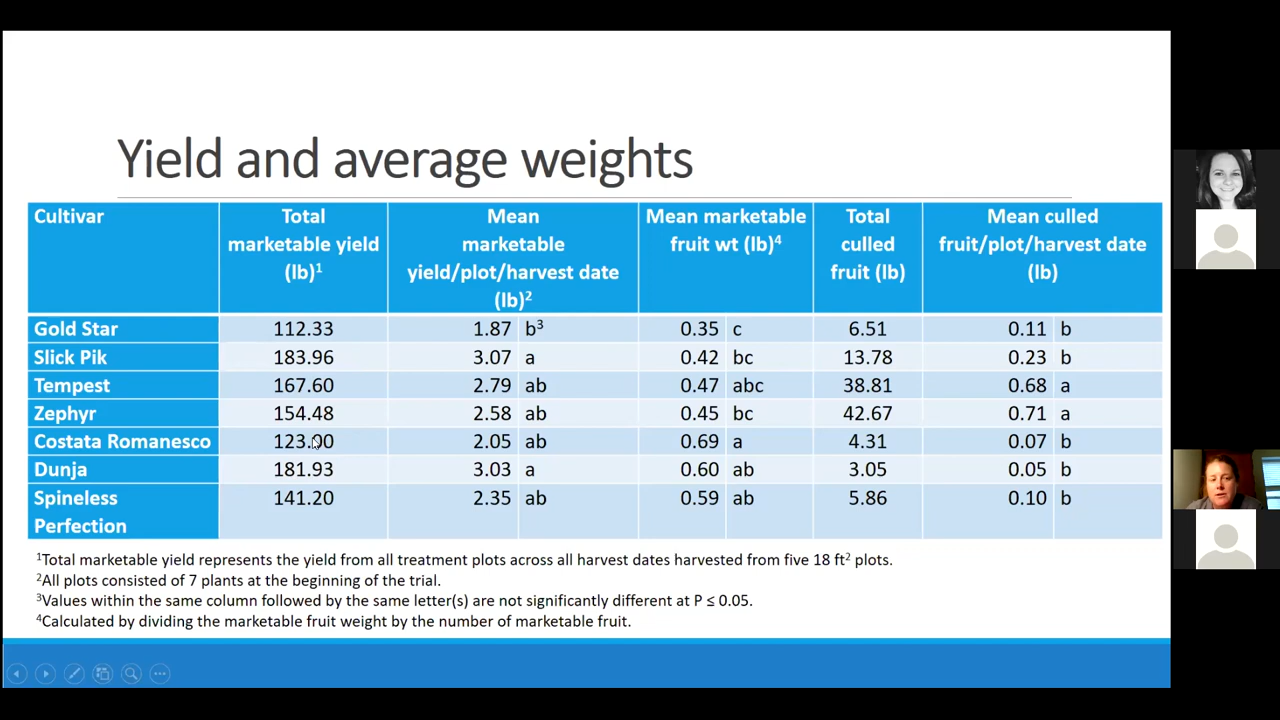 Yield and average weights
Cultivar
Total
marketable yield
(lb)¹
Mean
marketable
yield/plot/harvest date
(lb)²
Mean marketable
fruit wt (lb)⁴
Total
culled
fruit (lb)
Mean culled
fruit/plot/harvest date
(lb)
Gold Star 112.33 1.87 b³ 0.35 c 6.51 0.11 b
Slick Pik 183.96 3.07 a 0.42 bc 13.78 0.23 b
Tempest 167.60 2.79 ab 0.47 abc 38.81 0.68 a
Zephyr 154.48 2.58 ab 0.45 bc 42.67 0.71 a
Costata Romanesco 123.90 2.05 ab 0.69 a 4.31 0.07 b
Dunja 181.93 3.03 a 0.60 ab 3.05 0.05 b
Spineless 141.20 2.35 ab 0.59 ab 5.86 0.10 b
Perfection
¹Total marketable yield represents the yield from all treatment plots across all harvest dates harvested from five 18 ft² plots.
²All plots consisted of 7 plants at the beginning of the trial.
³Values within the same column followed by the same letter(s) are not significantly different at P ≤ 0.05.
⁴Calculated by dividing the marketable fruit weight by the number of marketable fruit.